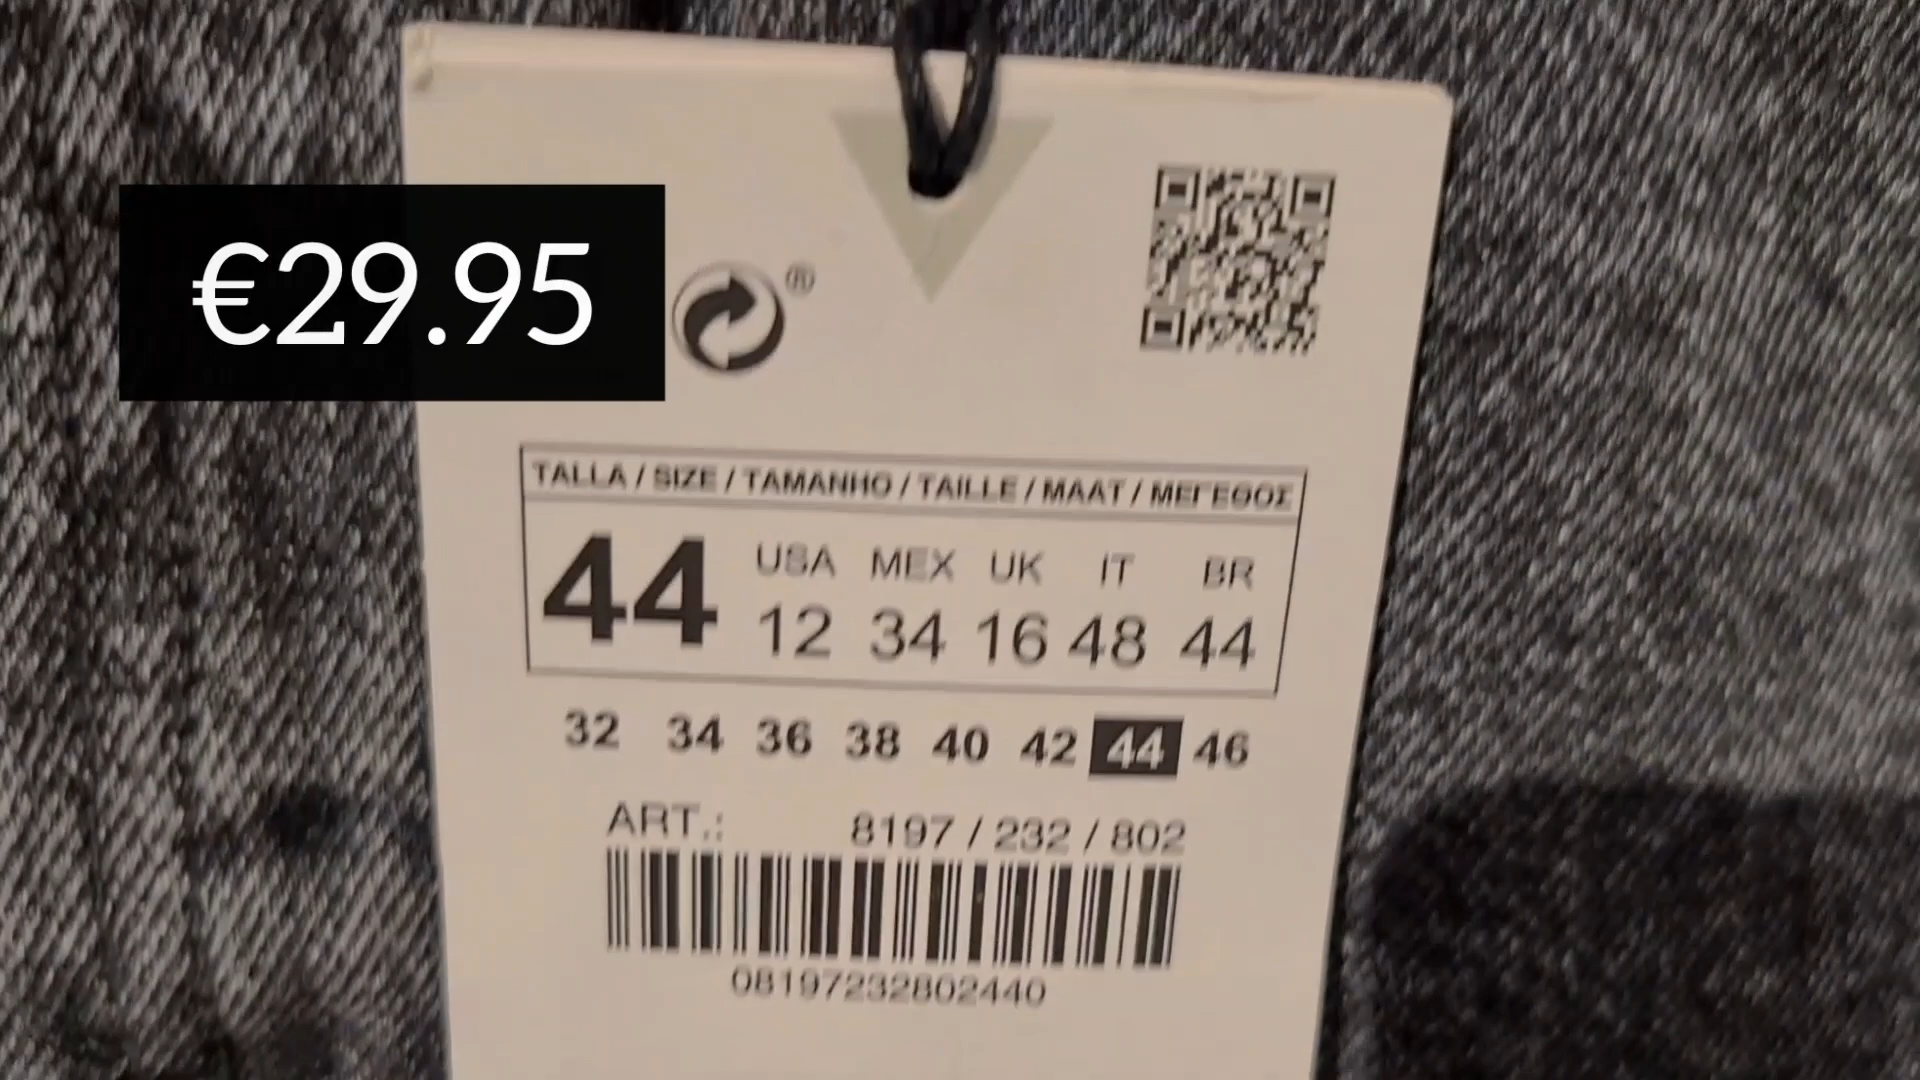 €29.95
®
TALLA / SIZE / TAMANHO / TAILLE / MAAT / ΜΕΓΕΘΟΣ
44
USA MEX UK IT BR
12 34 16 48 44
32 34 36 38 40 42 44 46
ART.: 8197 / 232 / 802
08197232802440